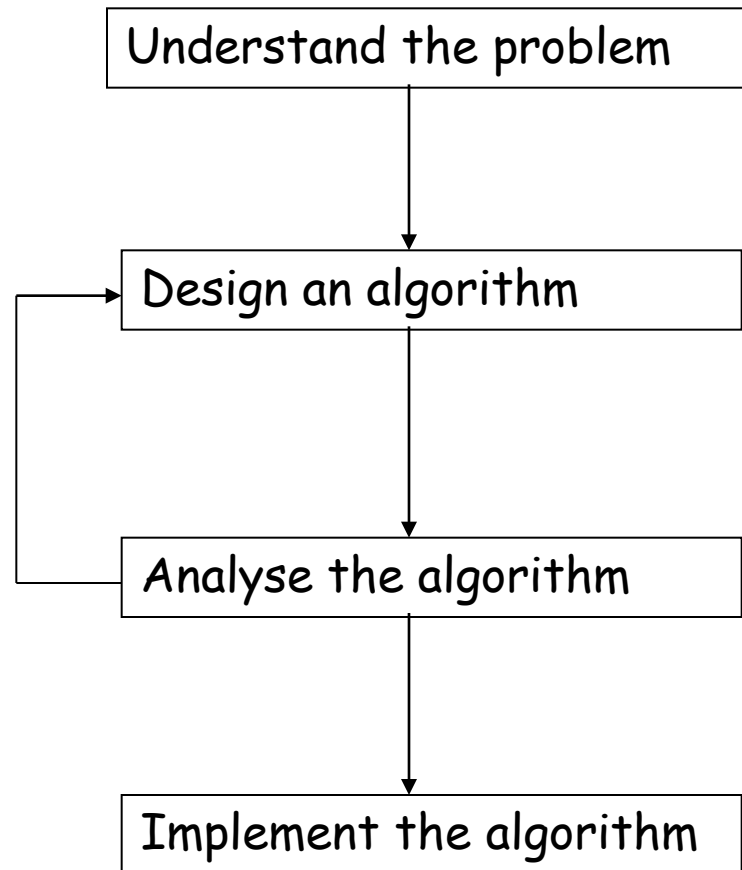 Understand the problem
Design an algorithm
Analyse the algorithm
Implement the algorithm